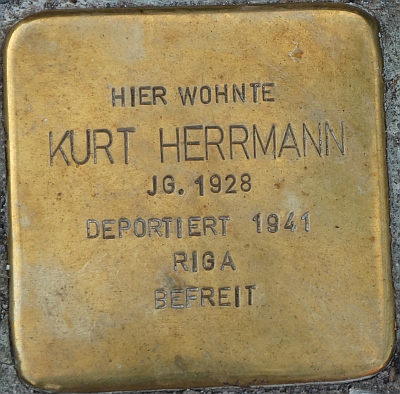 HIER WOHNTE
KURT HERRMANN
JG. 1928
DEPORTIERT 1941
RIGA
BEFREIT